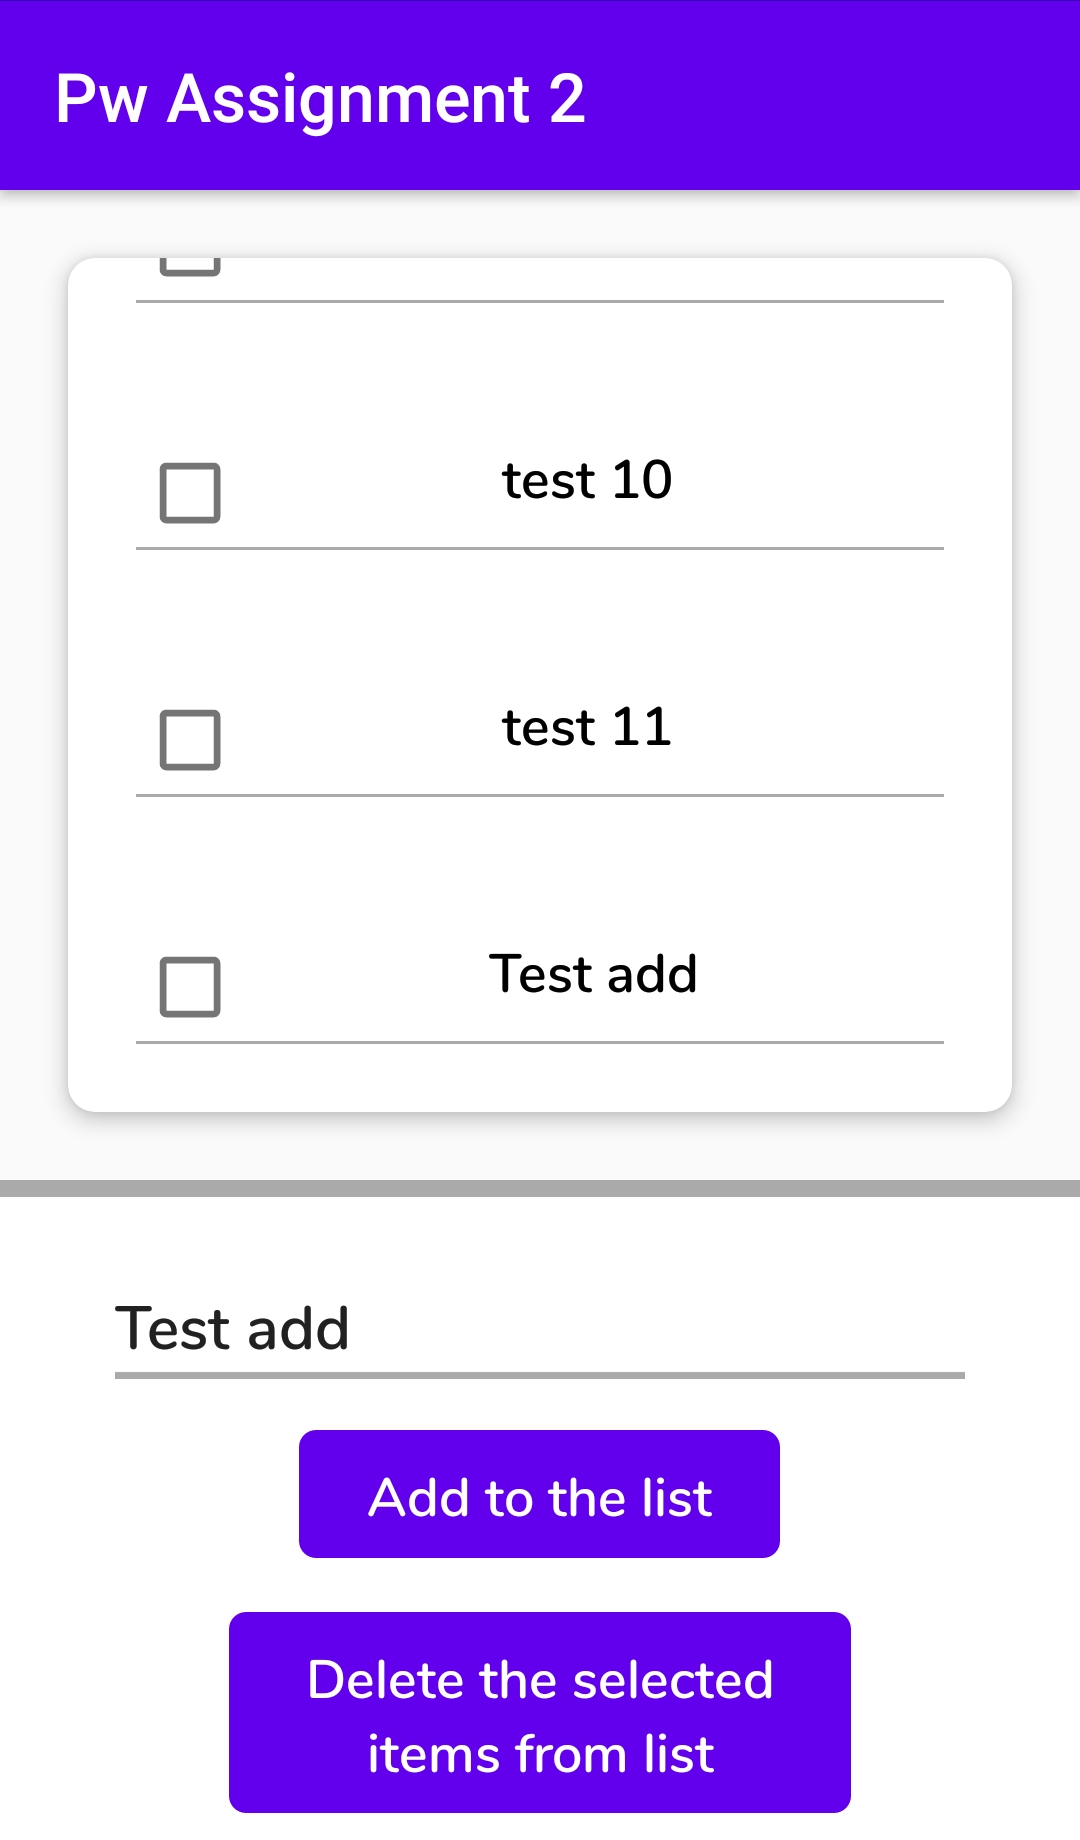 Pw Assignment 2
test 10
test 11
Test add
Test add
Add to the list
Delete the selected
items from list